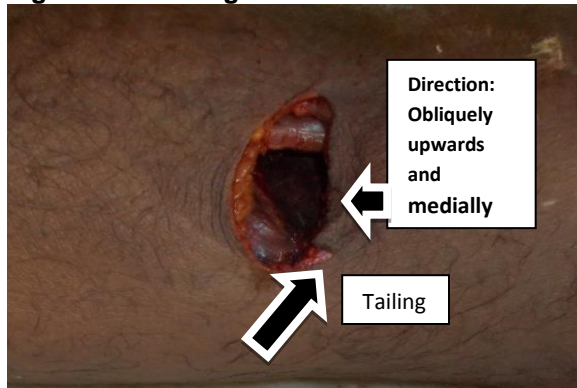 Direction:
Obliquely
upwards
and
medially
Tailing